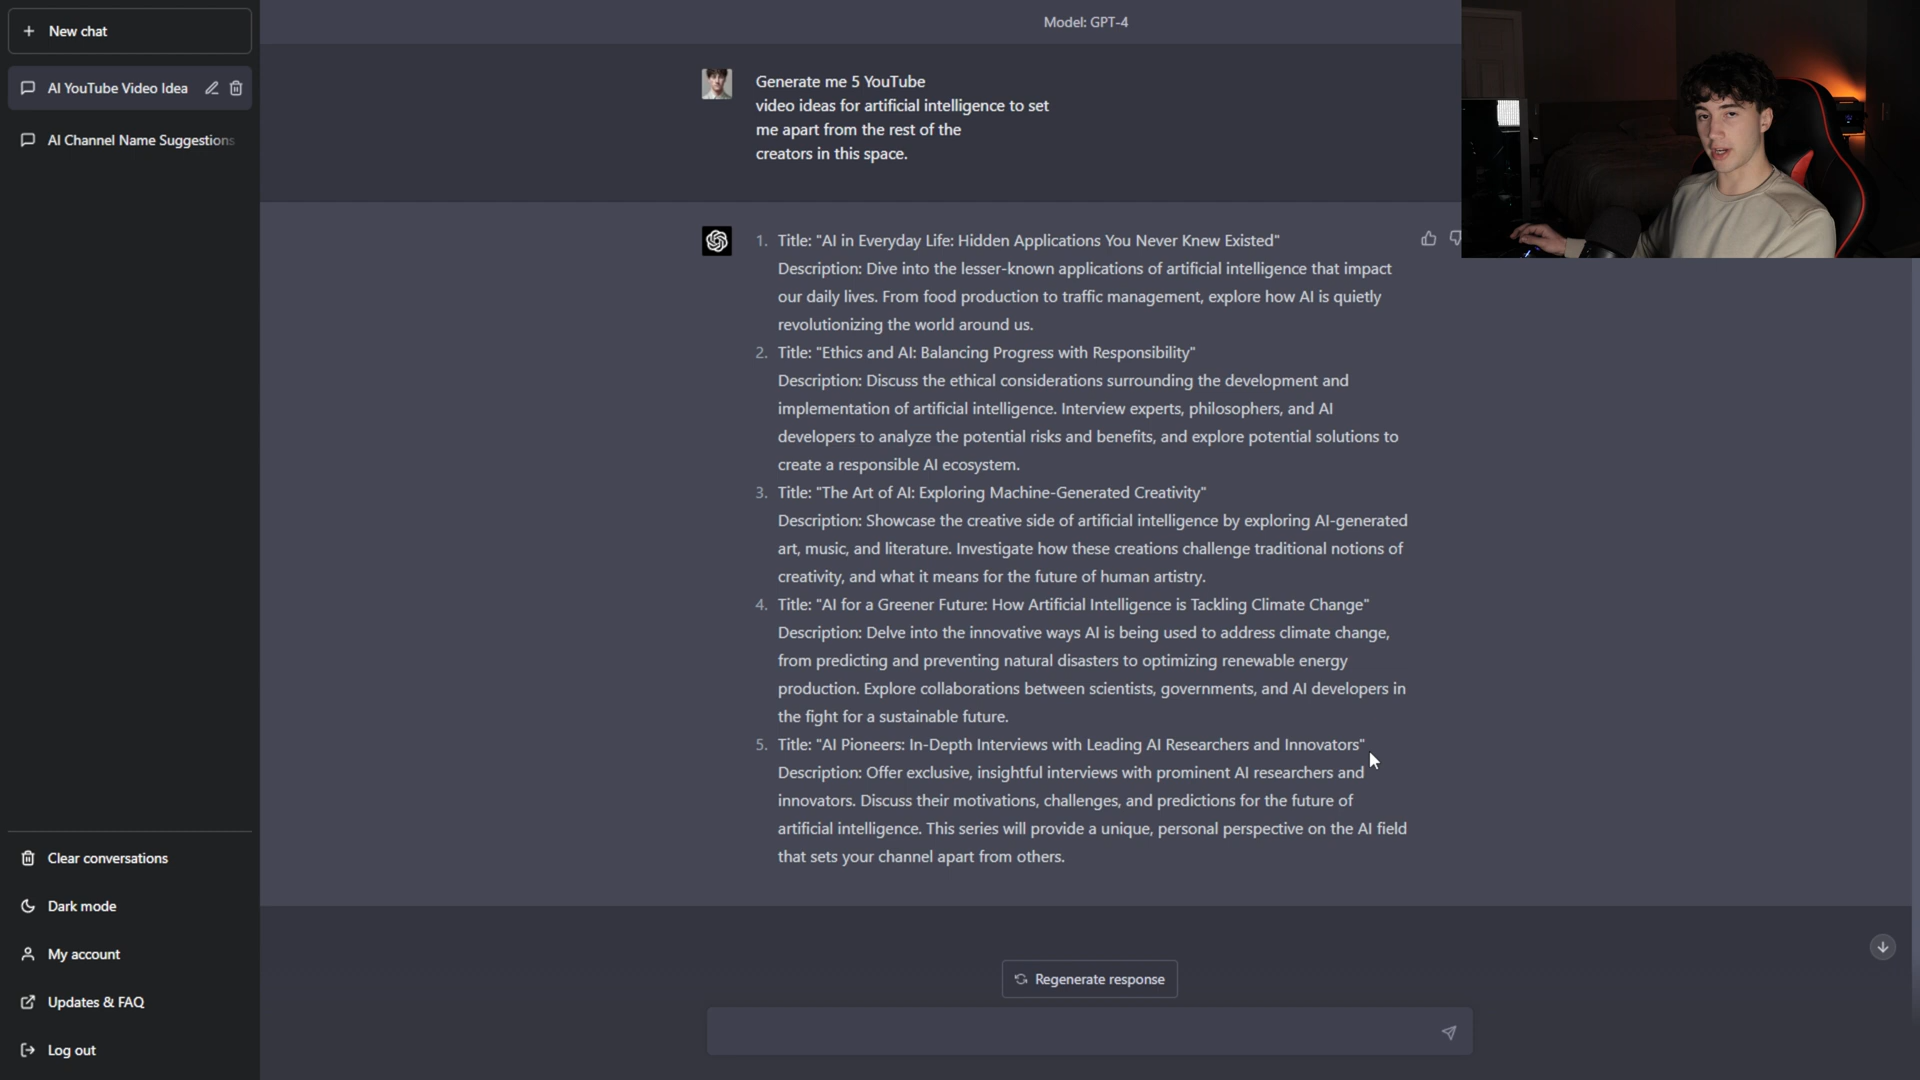 New chat
AI YouTube Video Idea
AI Channel Name Suggestions
Clear conversations
Dark mode
My account
Updates & FAQ
Log out
Model: GPT-4
Generate me 5 YouTube
video ideas for artificial intelligence to set
me apart from the rest of the
creators in this space.
1. Title: "AI in Everyday Life: Hidden Applications You Never Knew Existed"
Description: Dive into the lesser-known applications of artificial intelligence that impact
our daily lives. From food production to traffic management, explore how AI is quietly
revolutionizing the world around us.
2. Title: "Ethics and AI: Balancing Progress with Responsibility"
Description: Discuss the ethical considerations surrounding the development and
implementation of artificial intelligence. Interview experts, philosophers, and AI
developers to analyze the potential risks and benefits, and explore potential solutions to
create a responsible AI ecosystem.
3. Title: "The Art of AI: Exploring Machine-Generated Creativity"
Description: Showcase the creative side of artificial intelligence by exploring AI-generated
art, music, and literature. Investigate how these creations challenge traditional notions of
creativity, and what it means for the future of human artistry.
4. Title: "AI for a Greener Future: How Artificial Intelligence is Tackling Climate Change"
Description: Delve into the innovative ways AI is being used to address climate change,
from predicting and preventing natural disasters to optimizing renewable energy
production. Explore collaborations between scientists, governments, and AI developers in
the fight for a sustainable future.
5. Title: "AI Pioneers: In-Depth Interviews with Leading AI Researchers and Innovators"
Description: Offer exclusive, insightful interviews with prominent AI researchers and
innovators. Discuss their motivations, challenges, and predictions for the future of
artificial intelligence. This series will provide a unique, personal perspective on the AI field
that sets your channel apart from others.
Regenerate response